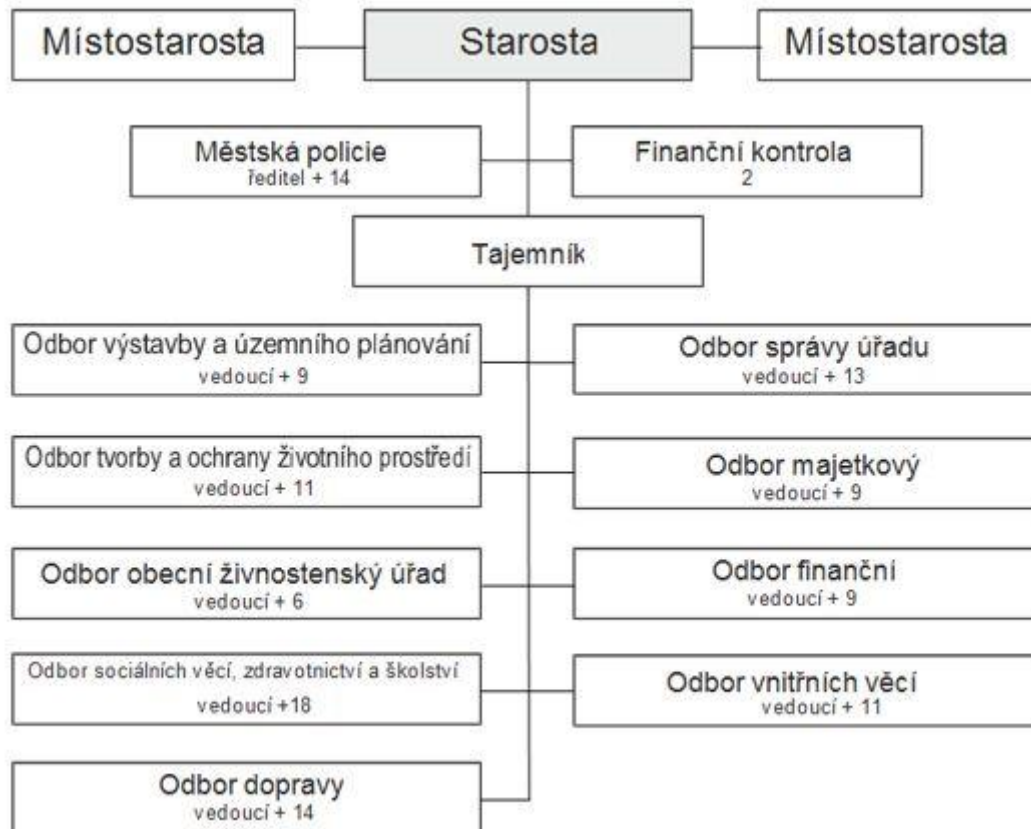 Místostarosta
Starosta
Místostarosta
Městská policie
ředitel + 14
Finanční kontrola
2
Tajemník
Odbor výstavby a územního plánování
vedoucí + 9
Odbor správy úřadu
vedoucí + 13
Odbor tvorby a ochrany životního prostředí
vedoucí + 11
Odbor majetkový
vedoucí + 9
Odbor obecní živnostenský úřad
vedoucí + 6
Odbor finanční
vedoucí + 9
Odbor sociálních věcí, zdravotnictví a školství
vedoucí +18
Odbor vnitřních věcí
vedoucí + 11
Odbor dopravy
vedoucí + 14